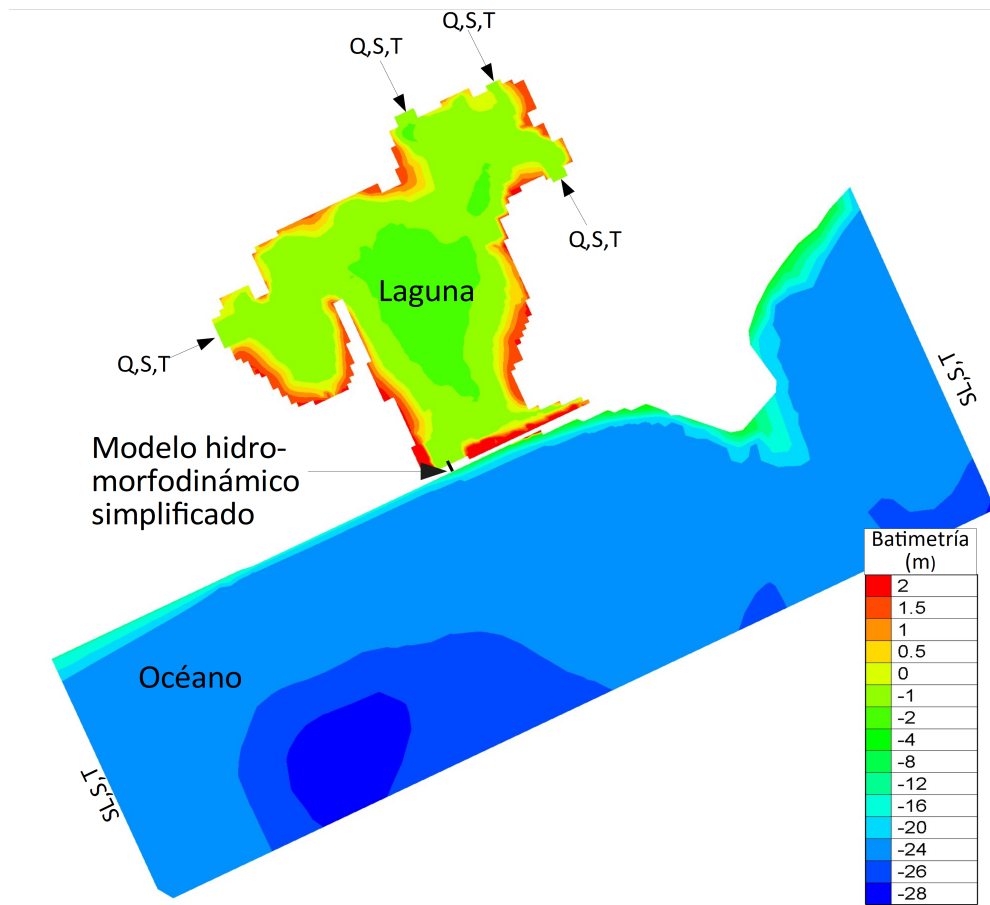 Q,S,T
Q,S,T
Q,S,T
Laguna
Q,S,T
SL,S,T
Modelo hidro-
morfodinámico
simplificado
Batimetría
(m)
2
1.5
1
0.5
0
-1
-2
-4
-8
-12
-16
-20
-24
-26
-28
Océano
SL,S,T